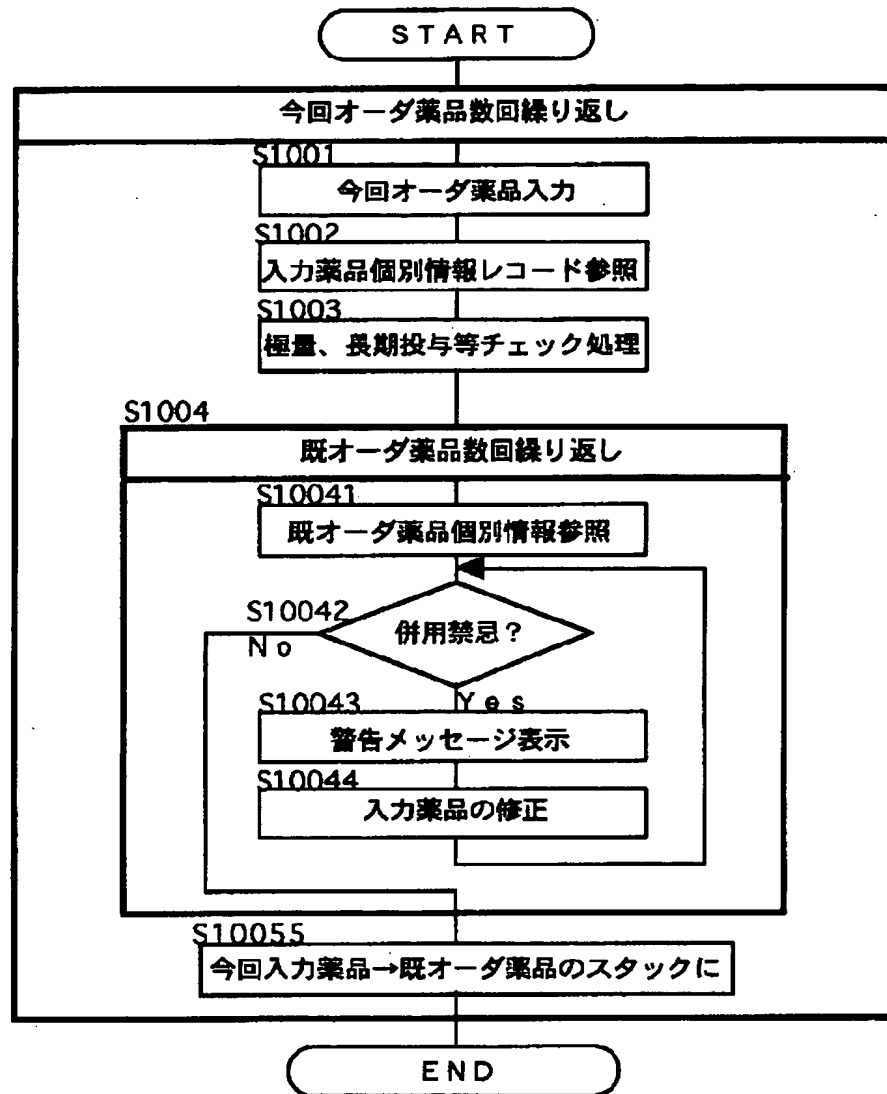 START
今回オーダ薬品数回繰り返し
S1001
今回オーダ薬品入力
S1002
入力薬品個別情報レコード参照
S1003
極量、長期投与等チェック処理
S1004
既オーダ薬品数回繰り返し
S10041
既オーダ薬品個別情報参照
S10042
併用禁忌？
No
Yes
S10043
警告メッセージ表示
S10044
入力薬品の修正
S10055
今回入力薬品→既オーダ薬品のスタックに
END